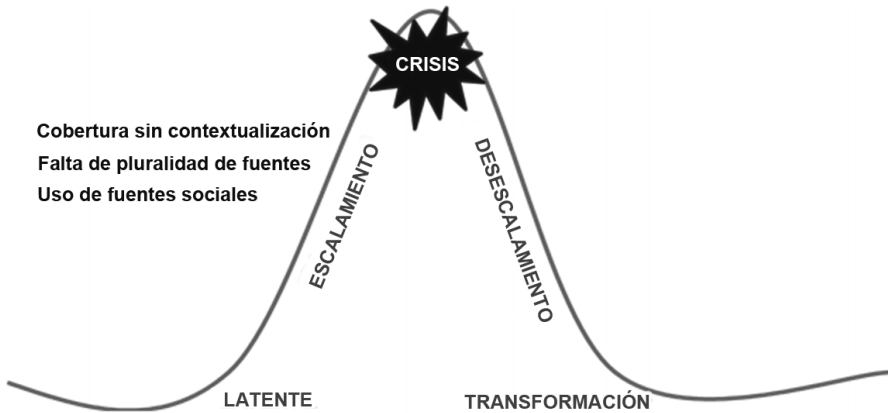 CRISIS
Cobertura sin contextualización
Falta de pluralidad de fuentes
Uso de fuentes sociales
ESCALAMIENTO
DESESCALAMIENTO
LATENTE
TRANSFORMACIÓN